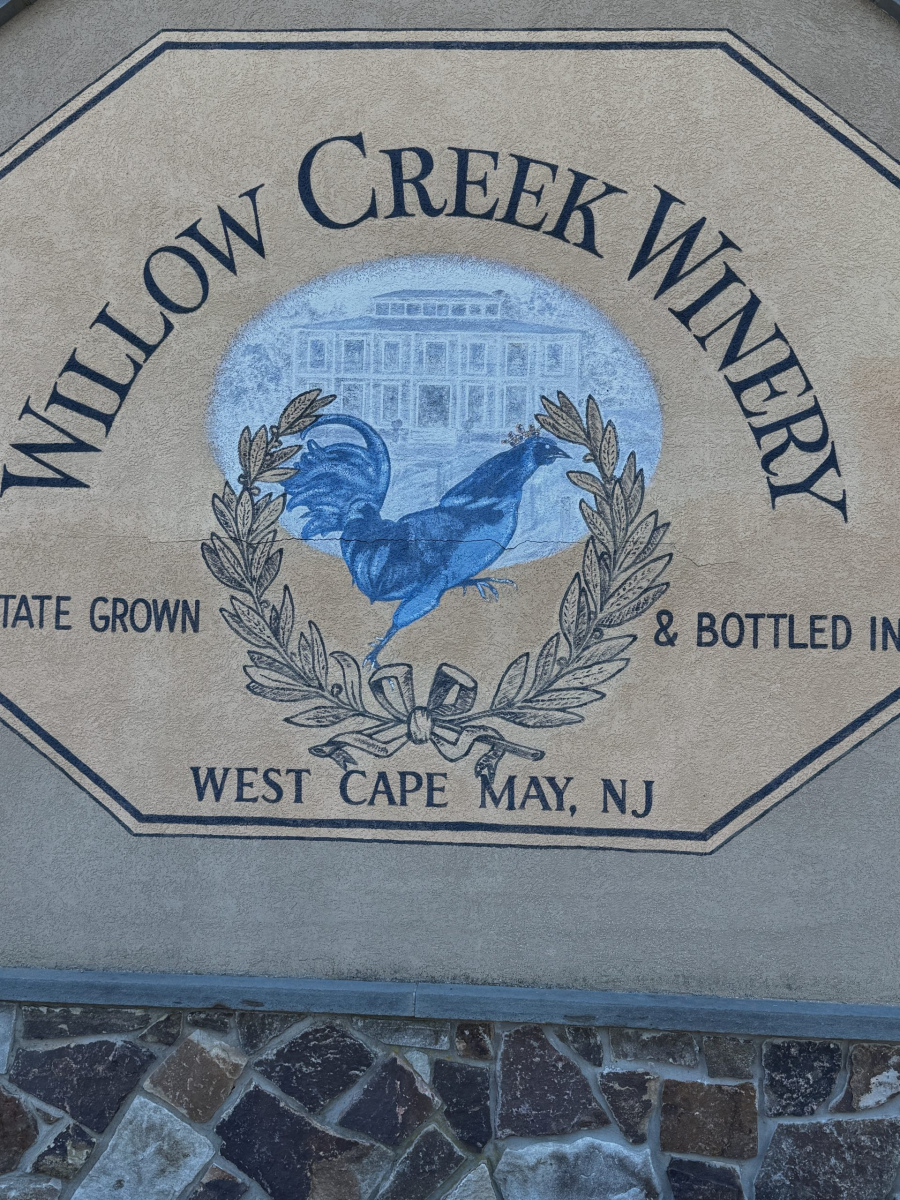 WILLOW CREEK WINERY
TATE GROWN & BOTTLED IN
WEST CAPE MAY, NJ